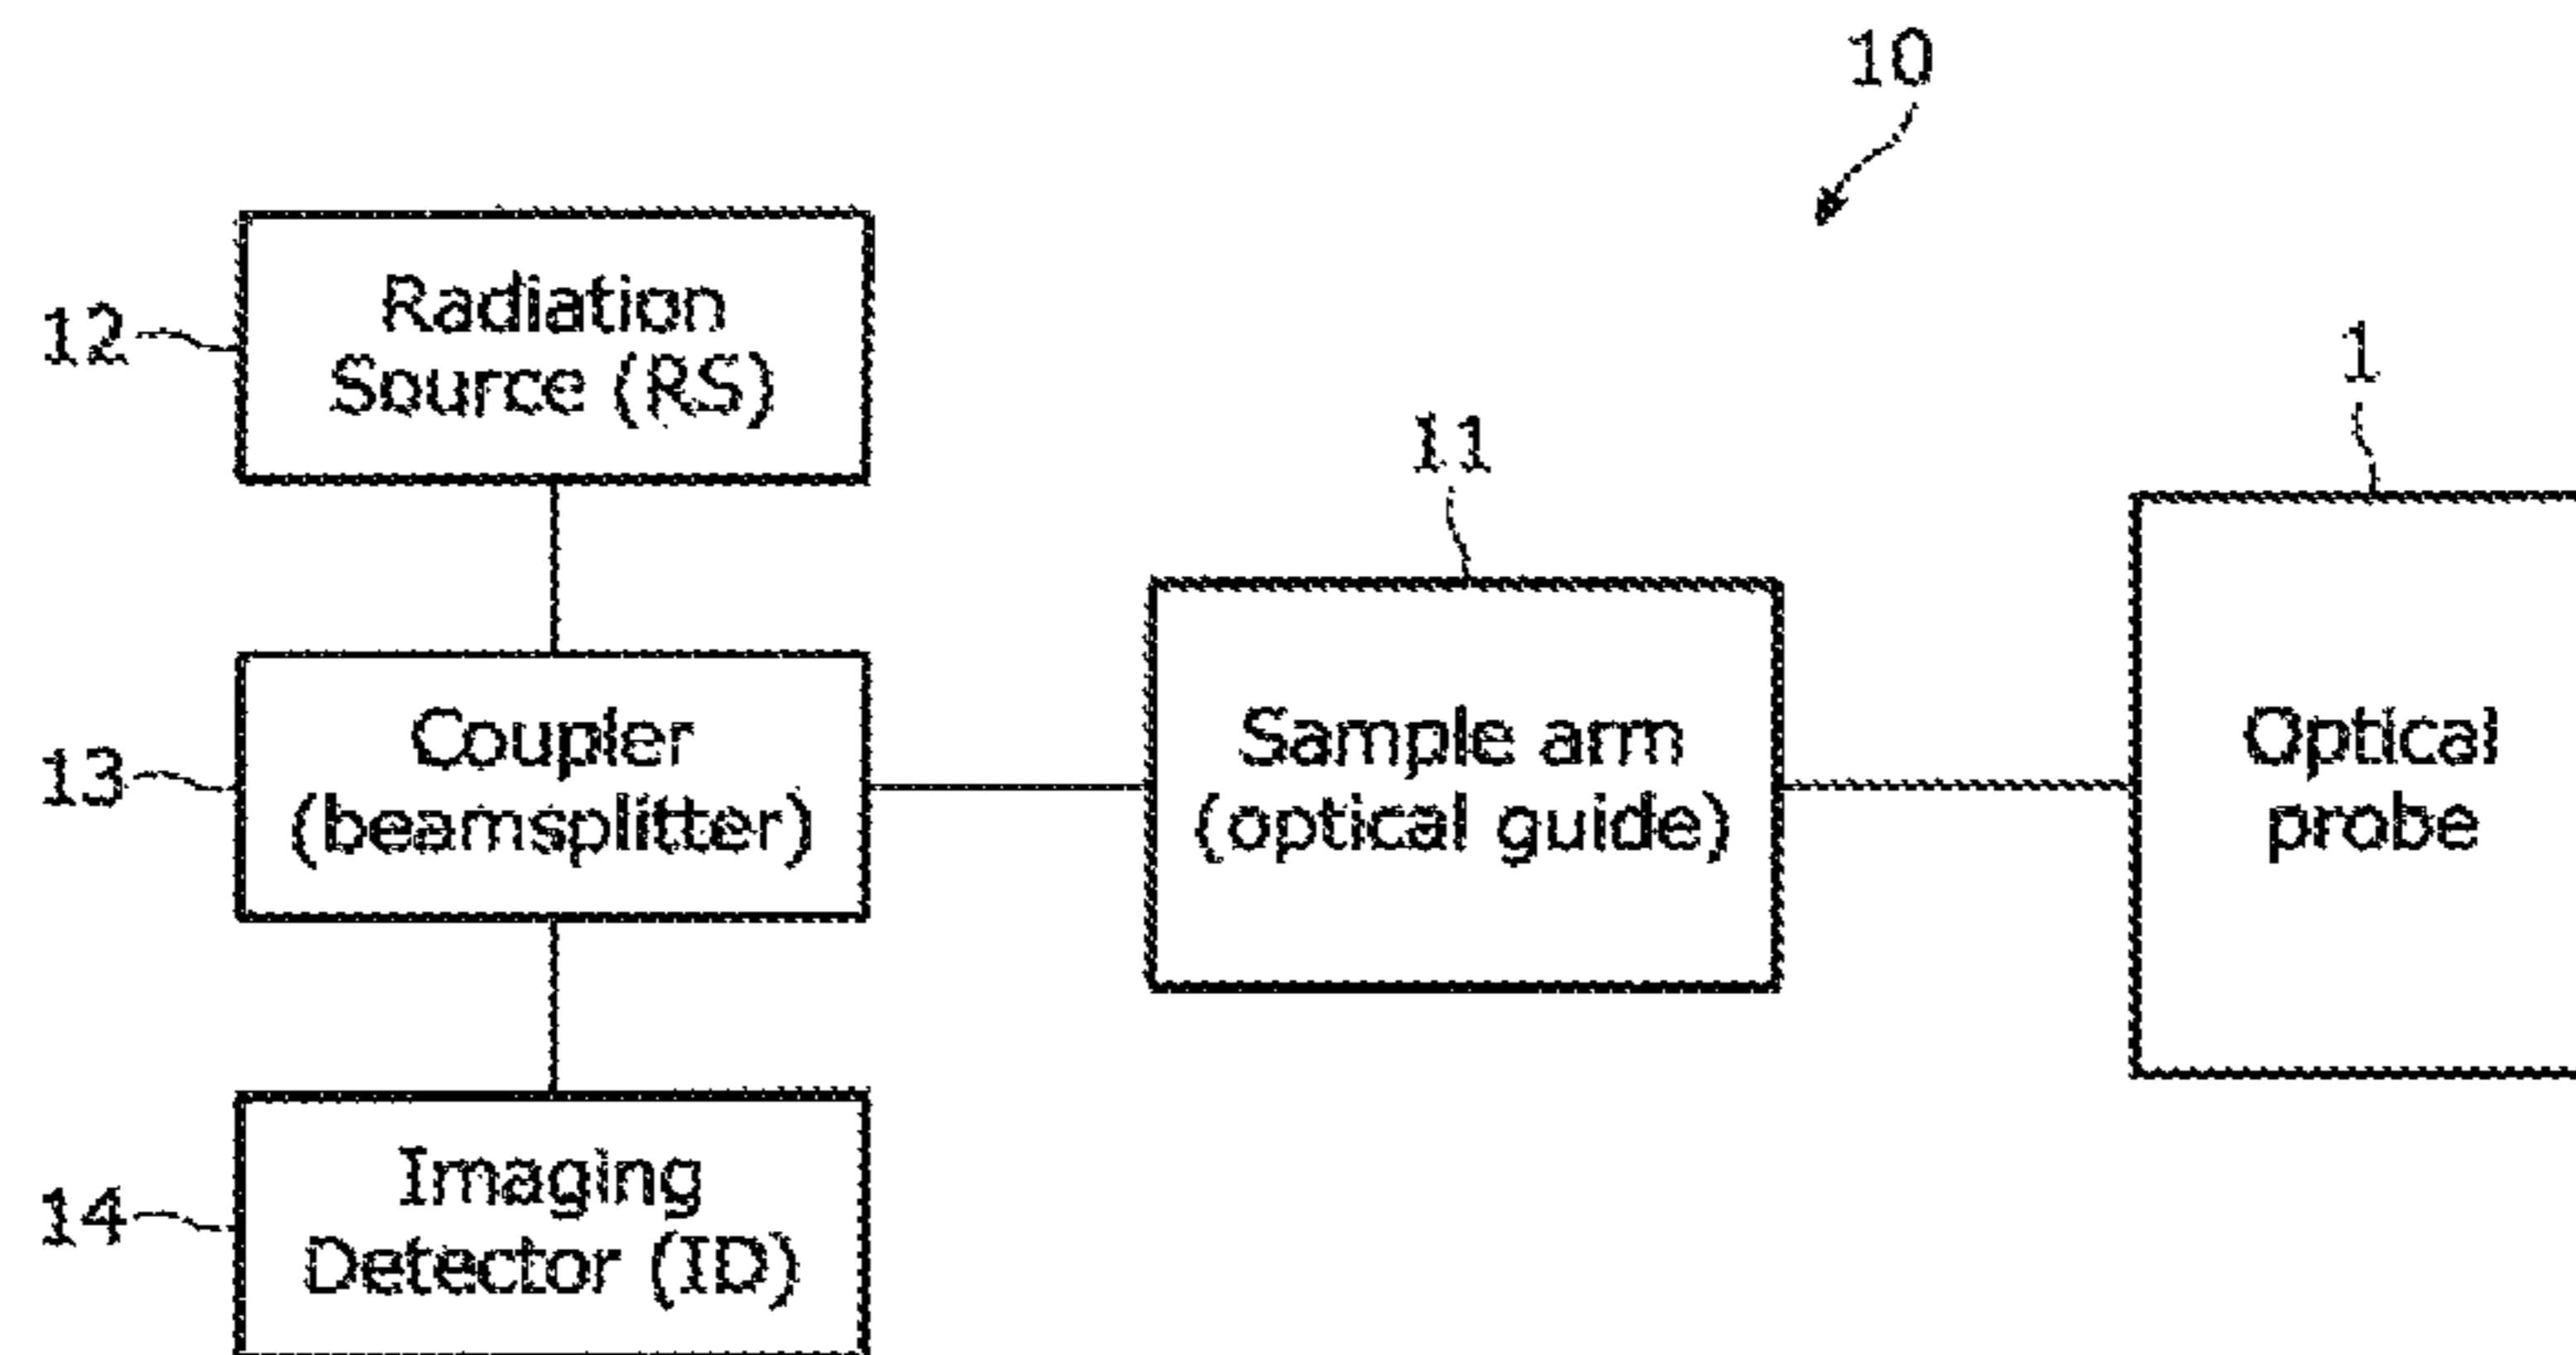 10
12
Radiation
Source (RS)
1
11
13
Coupler
(beamsplitter)
Sample arm
(optical guide)
Optical
probe
14
Imaging
Detector (ID)